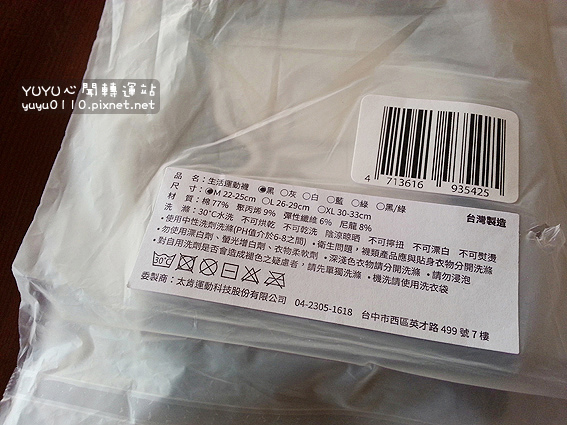 YUYU心聞轉運站
yuyu0110.pixnet.net
4 713616 935425
品　名：生活運動襪　◉黑　○灰　○白　○藍　○綠　○黑/綠
尺　寸：◉M 22-25cm　○L 26-29cm　○XL 30-33cm
材　質：棉 77%　聚丙烯 9%　彈性纖維 6%　尼龍 8%
台灣製造
洗　滌：30°C水洗　不可烘乾　不可乾洗　陰涼晾晒　不可擰扭　不可漂白　不可熨燙
•使用中性洗劑洗滌(PH值介於6-8之間)　•衛生問題，襪類產品應與貼身衣物分開洗滌
•勿使用漂白劑、螢光增白劑、衣物柔軟劑　•深淺色衣物請分開洗滌　•請勿浸泡
•對自用洗劑是否會造成褪色之疑慮者，請先單獨洗滌　•機洗請使用洗衣袋
30
委製商：太肯運動科技股份有限公司　04-2305-1618　台中市西區英才路 499 號 7 樓